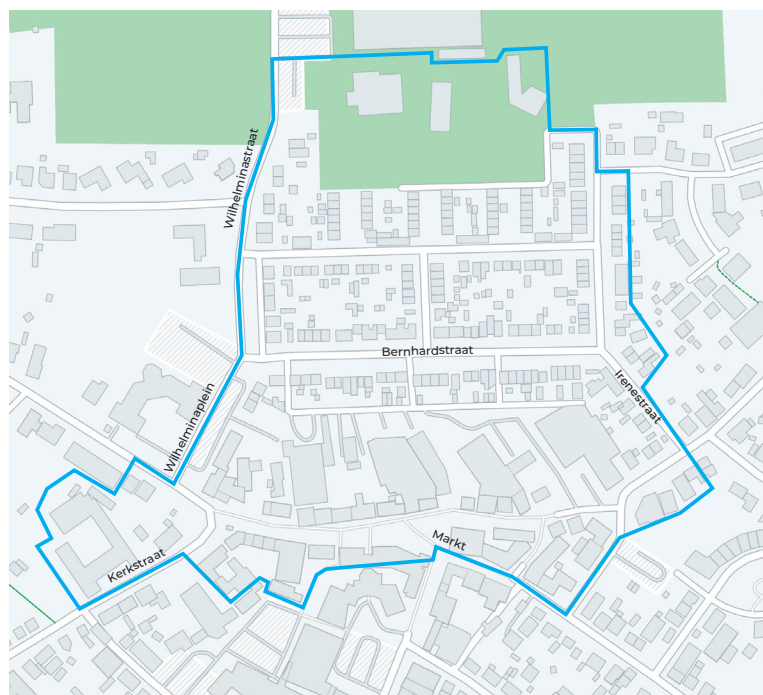 Wilhelminastraat
Bernhardstraat
Irenestraat
Wilhelminaplein
Markt
Kerkstraat